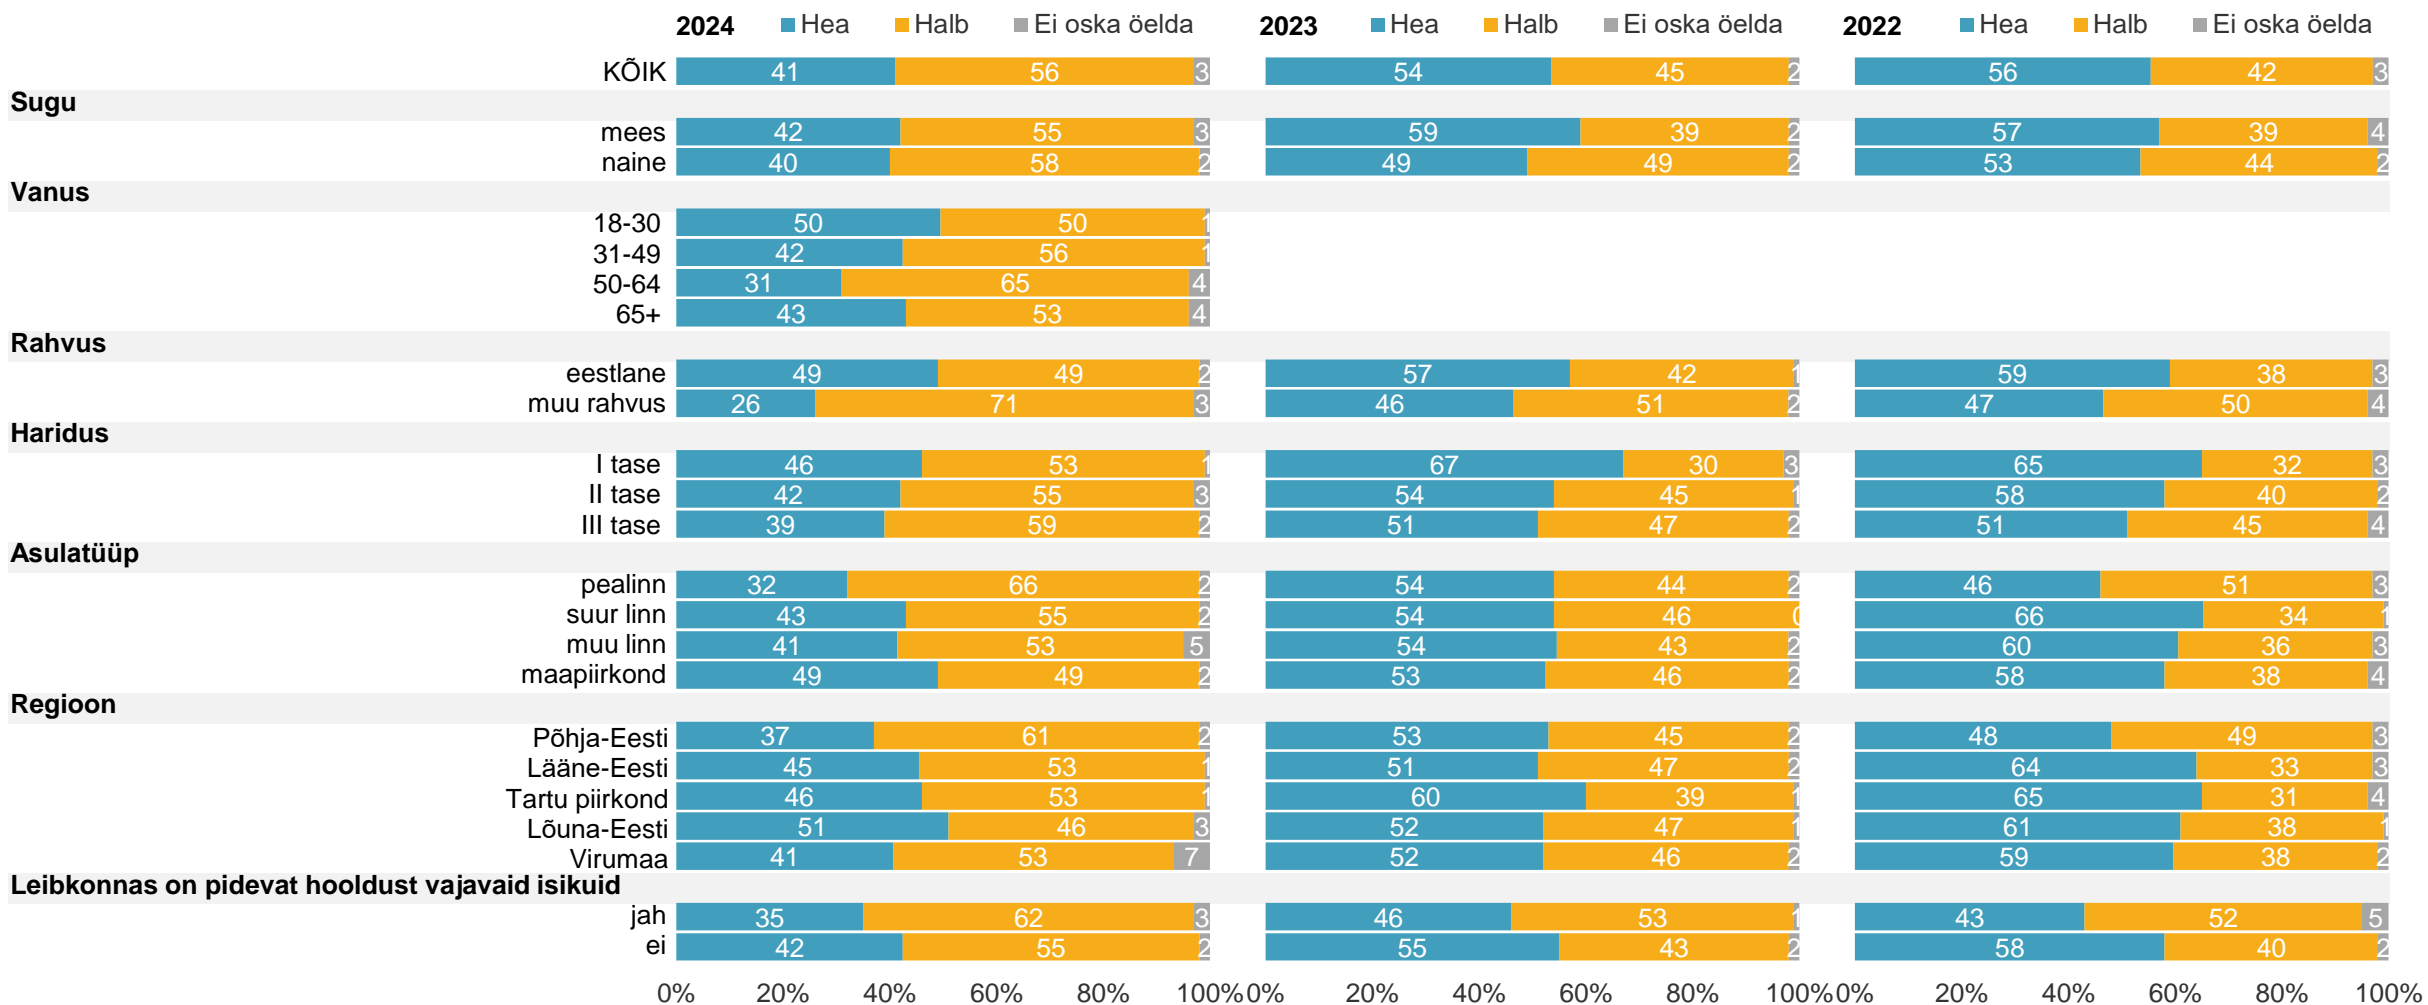 2024 Hea Halb Ei oska öelda 2023 Hea Halb Ei oska öelda 2022 Hea Halb Ei oska öelda
KÕIK 41 56 3 54 45 2 56 42 3
Sugu
mees 42 55 3 59 39 2 57 39 4
naine 40 58 2 49 49 2 53 44 2
Vanus
18-30 50 50 1
31-49 42 56 1
50-64 31 65 4
65+ 43 53 4
Rahvus
eestlane 49 49 2 57 42 1 59 38 3
muu rahvus 26 71 3 46 51 2 47 50 4
Haridus
I tase 46 53 1 67 30 3 65 32 3
II tase 42 55 3 54 45 1 58 40 2
III tase 39 59 2 51 47 2 51 45 4
Asulatüüp
pealinn 32 66 2 54 44 2 46 51 3
suur linn 43 55 2 54 46 0 66 34 1
muu linn 41 53 5 54 43 2 60 36 3
maapiirkond 49 49 2 53 46 2 58 38 4
Regioon
Põhja-Eesti 37 61 2 53 45 2 48 49 3
Lääne-Eesti 45 53 1 51 47 2 64 33 3
Tartu piirkond 46 53 1 60 39 1 65 31 4
Lõuna-Eesti 51 46 3 52 47 1 61 38 1
Virumaa 41 53 7 52 46 2 59 38 2
Leibkonnas on pidevat hooldust vajavaid isikuid
jah 35 62 3 46 53 1 43 52 5
ei 42 55 2 55 43 2 58 40 2
0% 20% 40% 60% 80% 100% 0% 20% 40% 60% 80% 100% 0% 20% 40% 60% 80% 100%